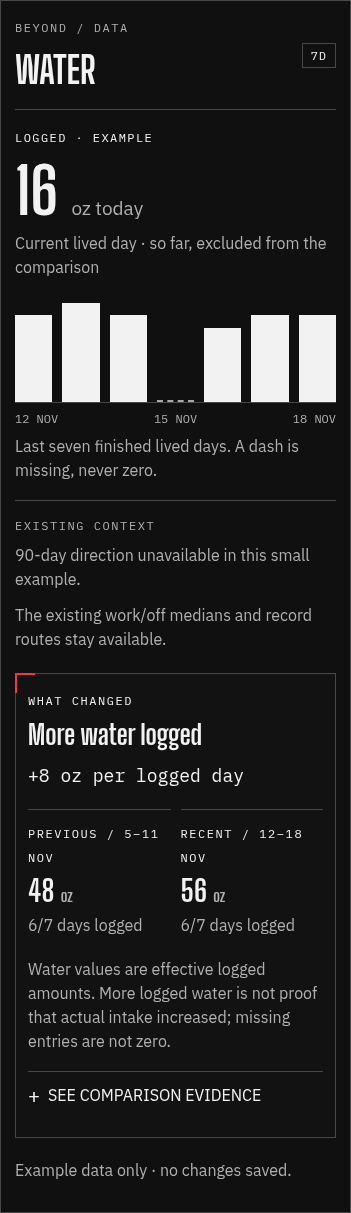 BEYOND / DATA
WATER
7D
LOGGED · EXAMPLE
16 oz today
Current lived day · so far, excluded from the
comparison
12 NOV 15 NOV 18 NOV
Last seven finished lived days. A dash is
missing, never zero.
EXISTING CONTEXT
90-day direction unavailable in this small
example.
The existing work/off medians and record
routes stay available.
WHAT CHANGED
More water logged
+8 oz per logged day
PREVIOUS / 5–11
NOV
48 oz
6/7 days logged
RECENT / 12–18
NOV
56 oz
6/7 days logged
Water values are effective logged
amounts. More logged water is not proof
that actual intake increased; missing
entries are not zero.
+ SEE COMPARISON EVIDENCE
Example data only · no changes saved.